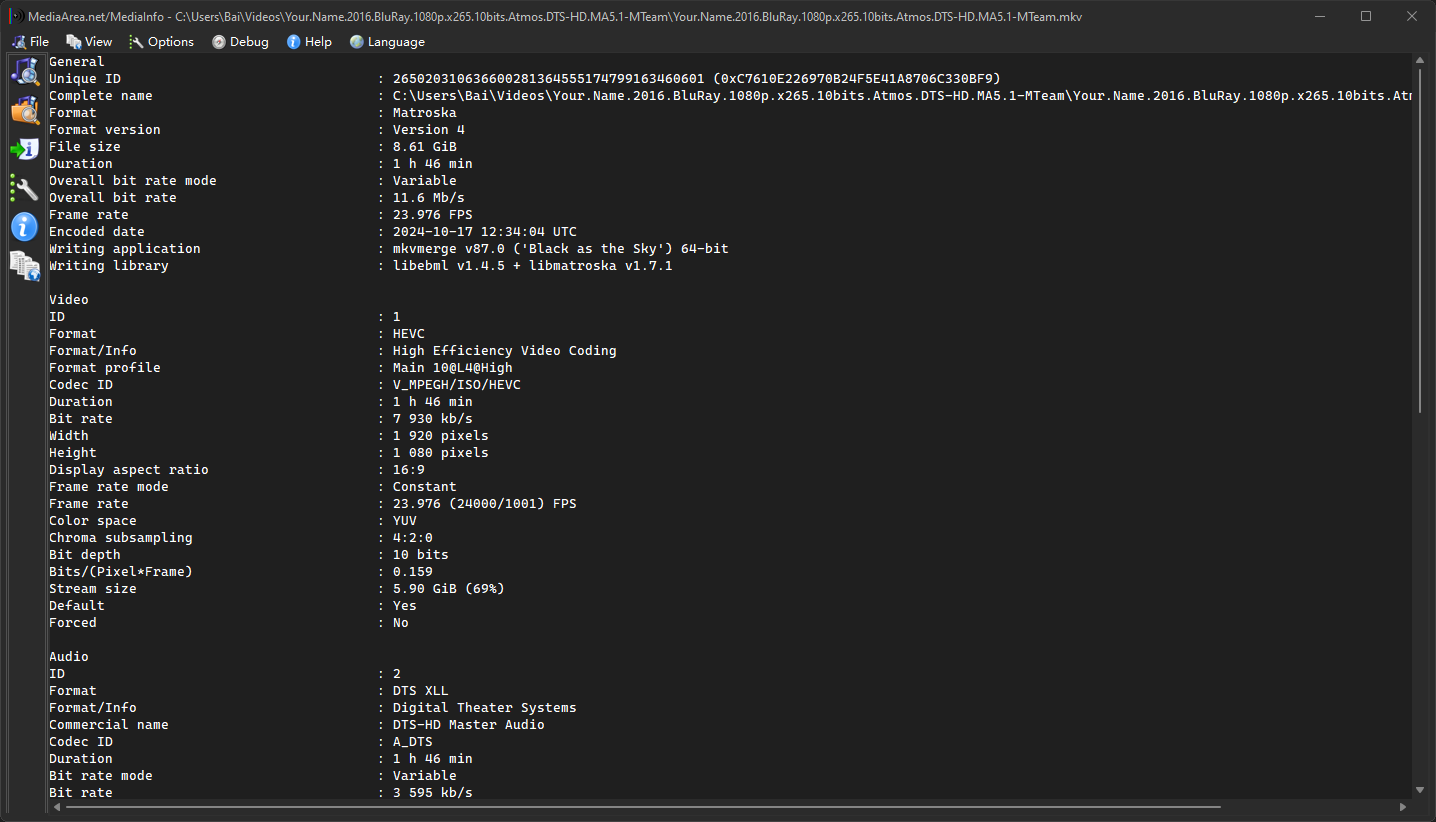 MediaArea.net/MediaInfo - C:\Users\Bai\Videos\Your.Name.2016.BluRay.1080p.x265.10bits.Atmos.DTS-HD.MA5.1-MTeam\Your.Name.2016.BluRay.1080p.x265.10bits.Atmos.DTS-HD.MA5.1-MTeam.mkv
File View Options Debug Help Language
General
Unique ID : 265020310636600281364555174799163460601 (0xC7610E226970B24F5E41A8706C330BF9)
Complete name : C:\Users\Bai\Videos\Your.Name.2016.BluRay.1080p.x265.10bits.Atmos.DTS-HD.MA5.1-MTeam\Your.Name.2016.BluRay.1080p.x265.10bits.Atm
Format : Matroska
Format version : Version 4
File size : 8.61 GiB
Duration : 1 h 46 min
Overall bit rate mode : Variable
Overall bit rate : 11.6 Mb/s
Frame rate : 23.976 FPS
Encoded date : 2024-10-17 12:34:04 UTC
Writing application : mkvmerge v87.0 ('Black as the Sky') 64-bit
Writing library : libebml v1.4.5 + libmatroska v1.7.1
Video
ID : 1
Format : HEVC
Format/Info : High Efficiency Video Coding
Format profile : Main 10@L4@High
Codec ID : V_MPEGH/ISO/HEVC
Duration : 1 h 46 min
Bit rate : 7 930 kb/s
Width : 1 920 pixels
Height : 1 080 pixels
Display aspect ratio : 16:9
Frame rate mode : Constant
Frame rate : 23.976 (24000/1001) FPS
Color space : YUV
Chroma subsampling : 4:2:0
Bit depth : 10 bits
Bits/(Pixel*Frame) : 0.159
Stream size : 5.90 GiB (69%)
Default : Yes
Forced : No
Audio
ID : 2
Format : DTS XLL
Format/Info : Digital Theater Systems
Commercial name : DTS-HD Master Audio
Codec ID : A_DTS
Duration : 1 h 46 min
Bit rate mode : Variable
Bit rate : 3 595 kb/s